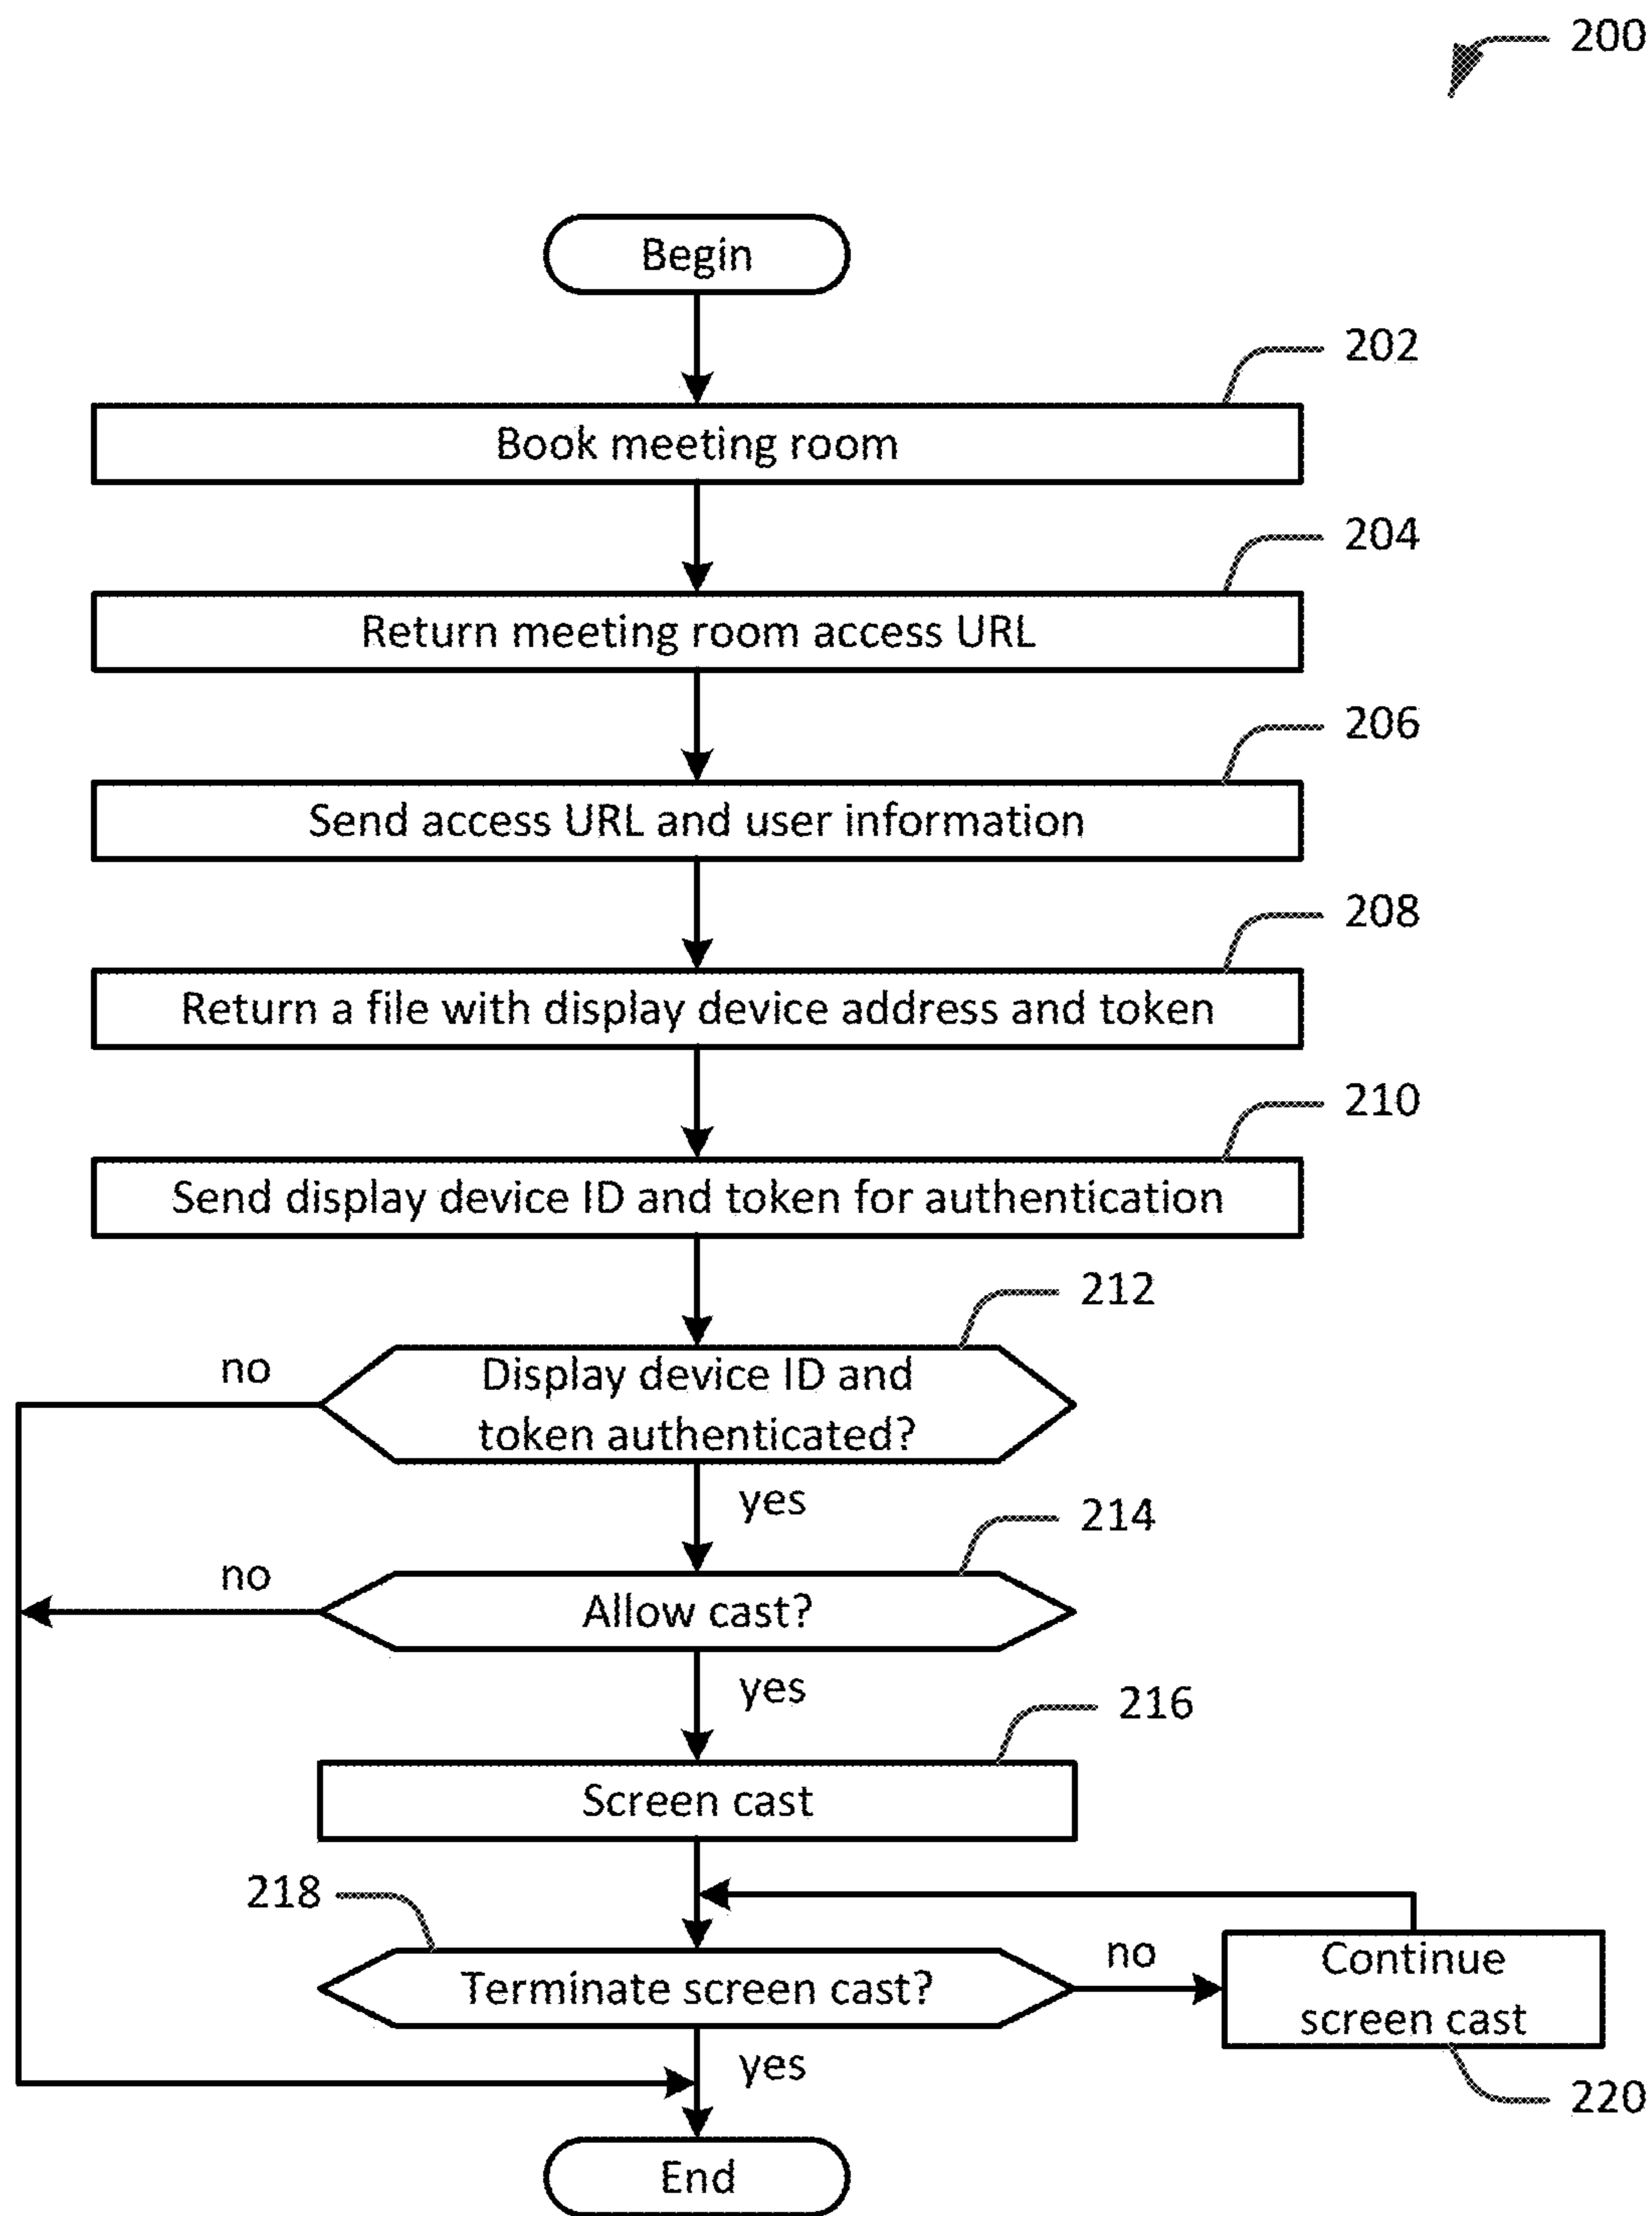 200
Begin
202
Book meeting room
204
Return meeting room access URL
206
Send access URL and user information
208
Return a file with display device address and token
210
Send display device ID and token for authentication
212
no
Display device ID and
token authenticated?
yes
214
no
Allow cast?
yes
216
Screen cast
218
Terminate screen cast?
no
Continue
screen cast
yes
220
End